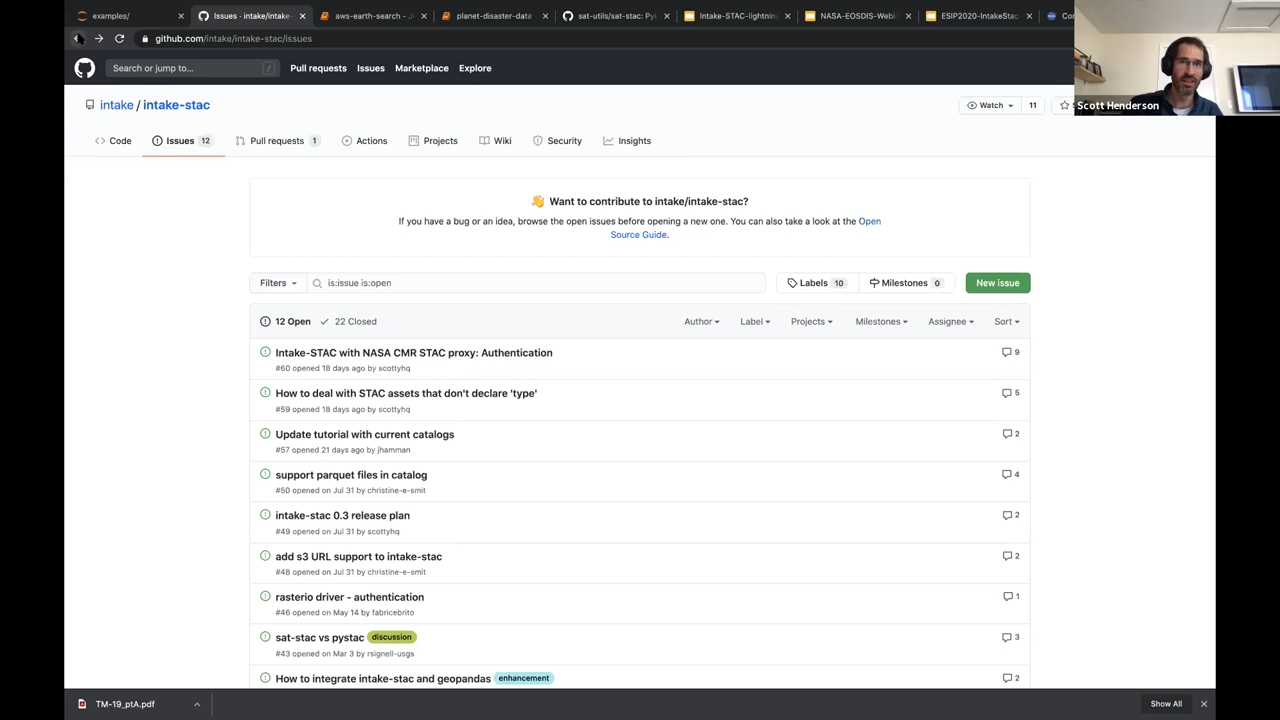 examples/
Issues · intake/intake-
aws-earth-search - J
planet-disaster-data
sat-utils/sat-stac: Py
Intake-STAC-lightnin
NASA-EOSDIS-Webi
ESIP2020-IntakeStac
github.com/intake/intake-stac/issues
Search or jump to...
/
Pull requests
Issues
Marketplace
Explore
Scott Henderson
intake / intake-stac
Watch
11
Code
Issues 12
Pull requests 1
Actions
Projects
Wiki
Security
Insights
👋 Want to contribute to intake/intake-stac?
If you have a bug or an idea, browse the open issues before opening a new one. You can also take a look at the Open
Source Guide.
Filters
is:issue is:open
Labels 10
Milestones 0
New issue
12 Open
22 Closed
Author
Label
Projects
Milestones
Assignee
Sort
Intake-STAC with NASA CMR STAC proxy: Authentication
9
#60 opened 18 days ago by scottyhq
How to deal with STAC assets that don't declare 'type'
5
#59 opened 18 days ago by scottyhq
Update tutorial with current catalogs
2
#57 opened 21 days ago by jhamman
support parquet files in catalog
4
#50 opened on Jul 31 by christine-e-smit
intake-stac 0.3 release plan
2
#49 opened on Jul 31 by scottyhq
add s3 URL support to intake-stac
2
#48 opened on Jul 31 by christine-e-smit
rasterio driver - authentication
1
#46 opened on May 14 by fabricebrito
sat-stac vs pystac discussion
3
#43 opened on Mar 3 by rsignell-usgs
How to integrate intake-stac and geopandas enhancement
2
TM-19_ptA.pdf
Show All